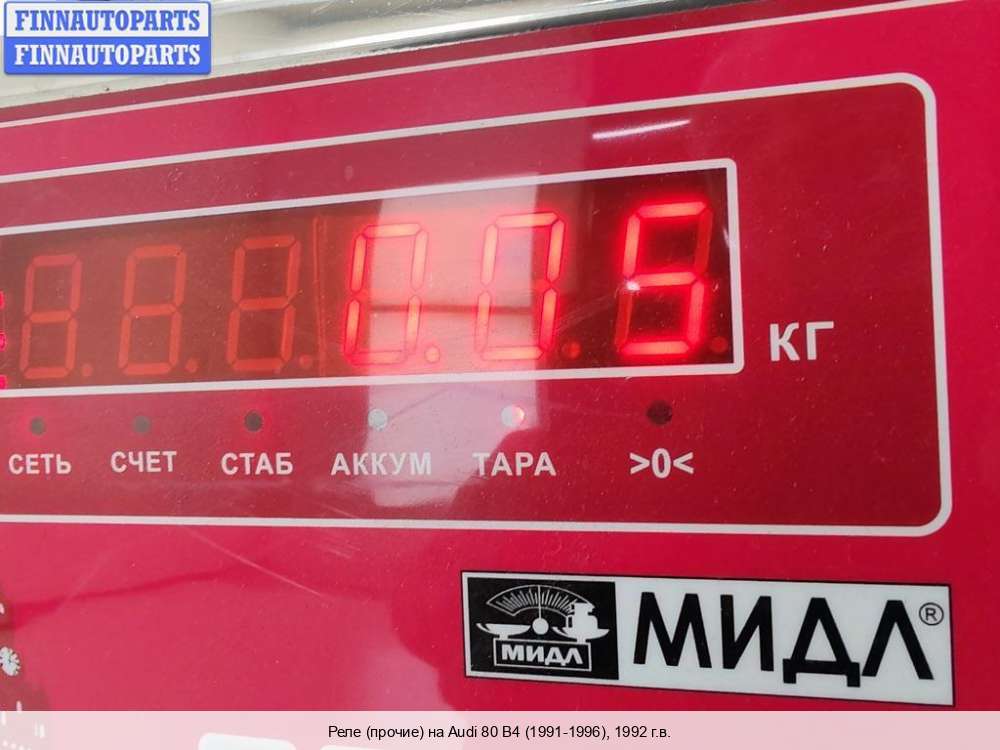 FINNAUTOPARTS
FINNAUTOPARTS
0.05
КГ
СЕТЬ СЧЕТ СТАБ АККУМ ТАРА >0<
МИДЛ МИДЛ®
Реле (прочие) на Audi 80 B4 (1991-1996), 1992 г.в.